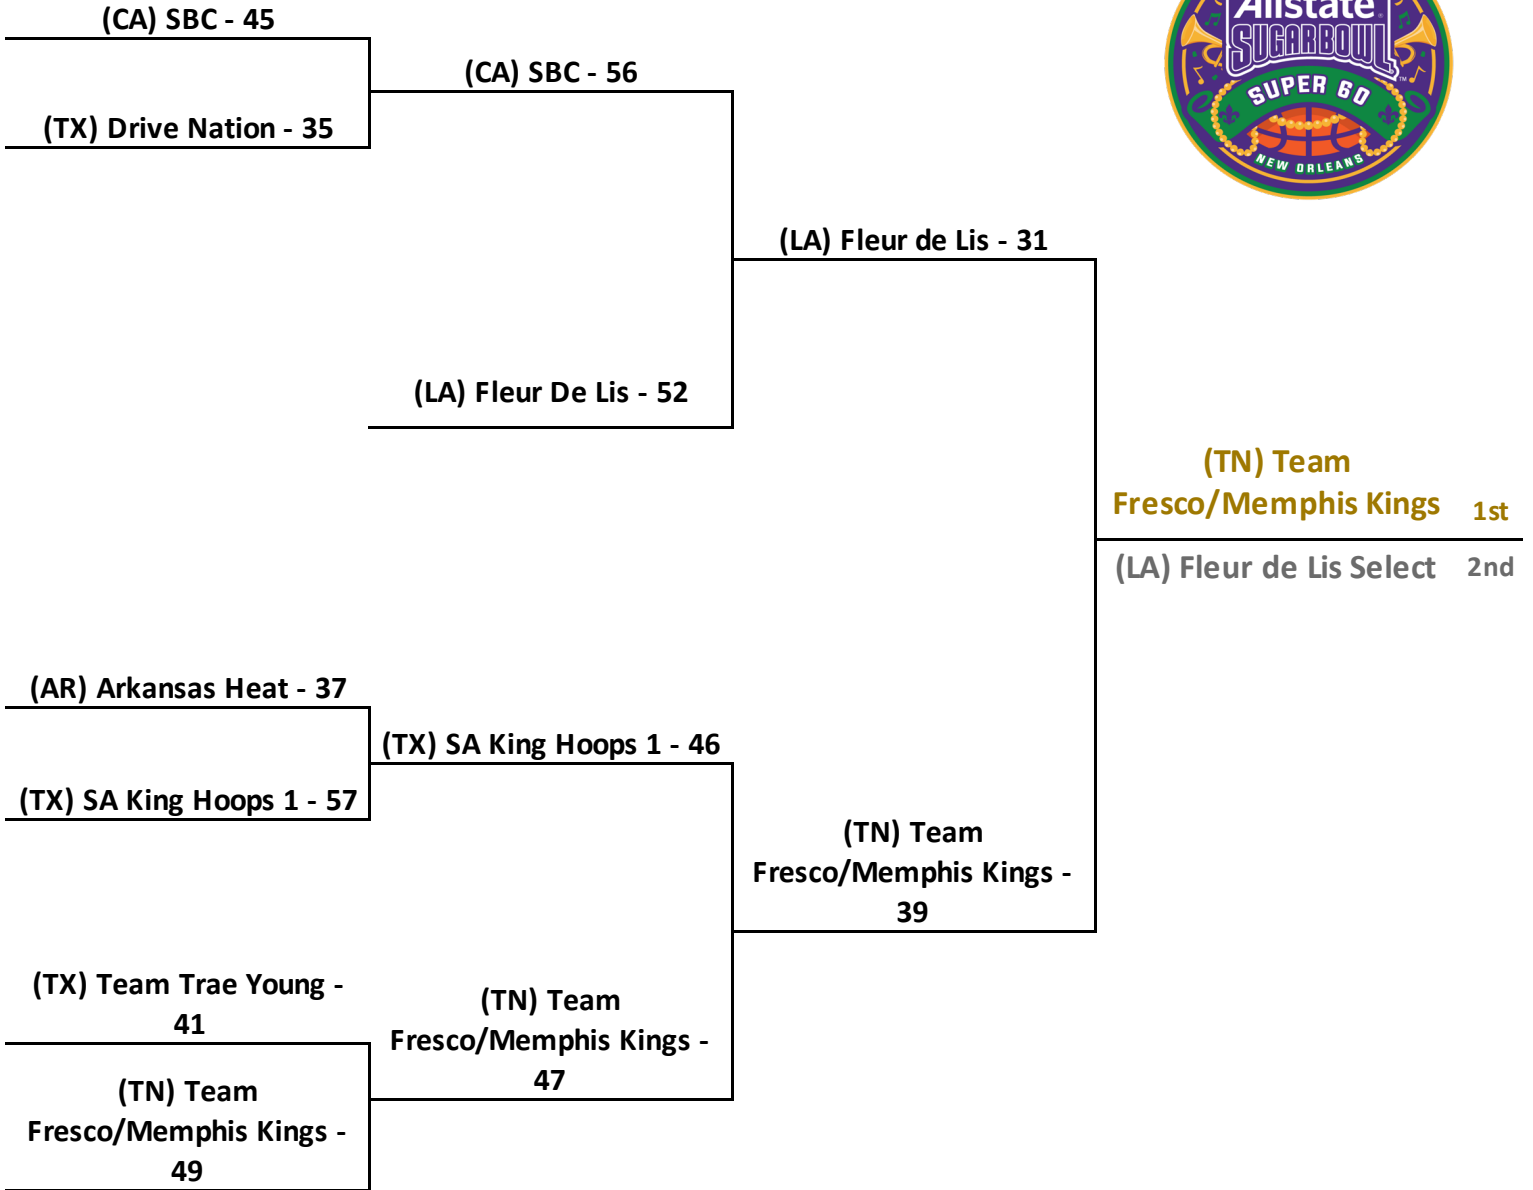 (CA) SBC - 45
(TX) Drive Nation - 35
(CA) SBC - 56
(LA) Fleur De Lis - 52
(LA) Fleur de Lis - 31
Allstate
SUGARBOWL
TM
SUPER 60
NEW ORLEANS
(TN) Team
Fresco/Memphis Kings
1st
(LA) Fleur de Lis Select
2nd
(AR) Arkansas Heat - 37
(TX) SA King Hoops 1 - 57
(TX) SA King Hoops 1 - 46
(TN) Team
Fresco/Memphis Kings -
39
(TX) Team Trae Young -
41
(TN) Team
Fresco/Memphis Kings -
49
(TN) Team
Fresco/Memphis Kings -
47